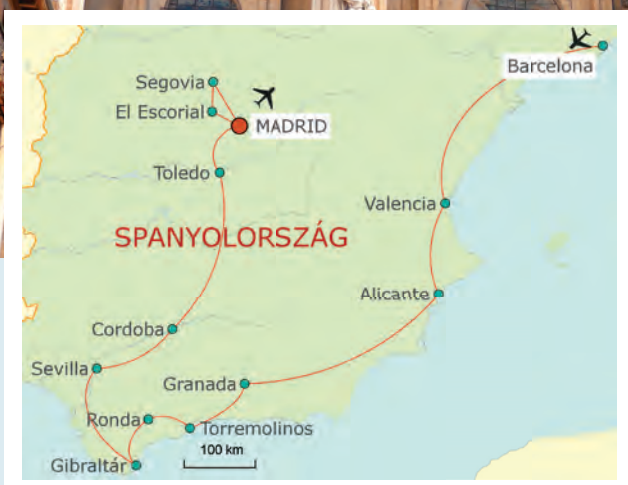 Barcelona
Segovia
El Escorial
MADRID
Toledo
Valencia
SPANYOLORSZÁG
Alicante
Cordoba
Sevilla
Granada
Ronda
Torremolinos
100 km
Gibraltár